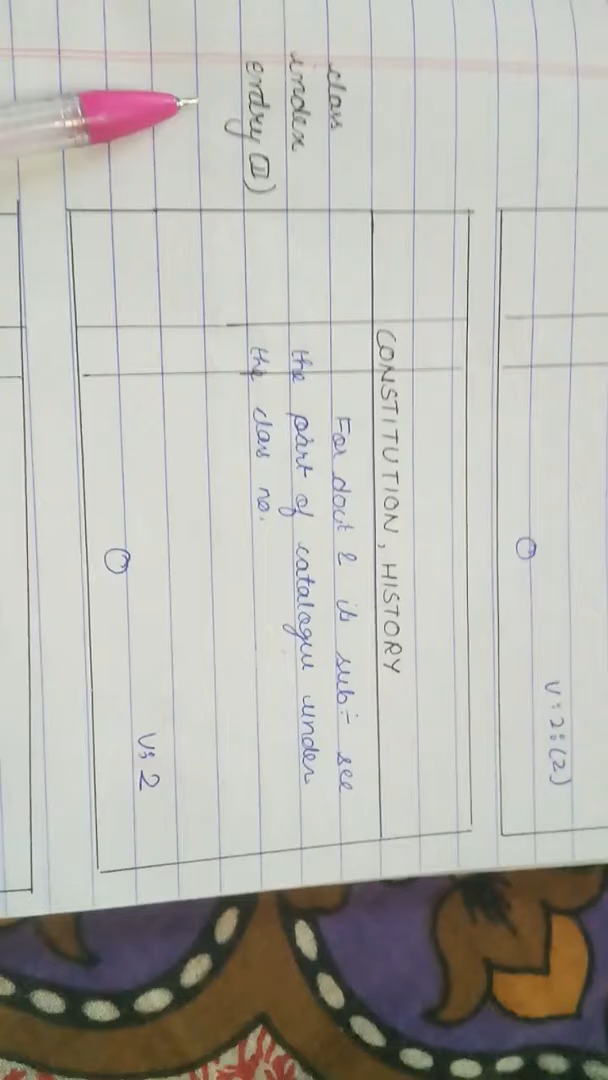 V:2:(2)
class
index
entry (II)
CONSTITUTION, HISTORY
For docit & its sub:- see
the part of catalogue under
the class no.
V:2